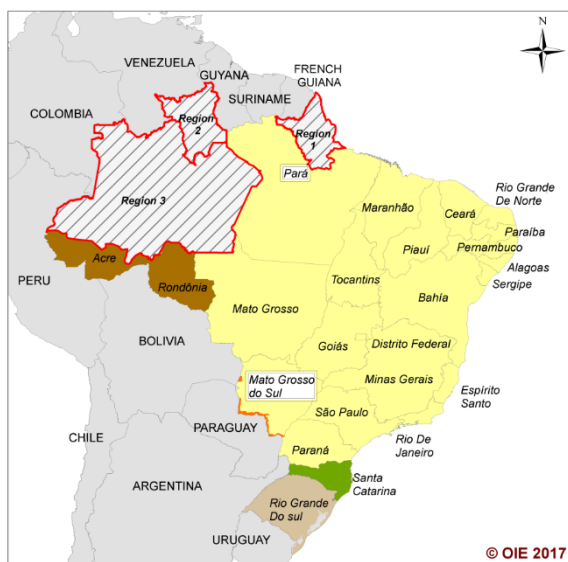 N
VENEZUELA
GUYANA
FRENCH
GUIANA
SURINAME
COLOMBIA
Region
2
Region
1
Pará
Region 3
Rio Grande
De Norte
Maranhão
Ceará
Paraíba
Piauí
Pernambuco
Alagoas
Sergipe
Acre
PERU
Rondônia
Tocantins
Mato Grosso
Bahía
BOLIVIA
Goiás
Distrito Federal
Mato Grosso
do Sul
Minas Gerais
Espírito
Santo
São Paulo
PARAGUAY
Rio De
Janeiro
CHILE
Paraná
Santa
Catarina
ARGENTINA
Rio Grande
Do sul
URUGUAY
© OIE 2017